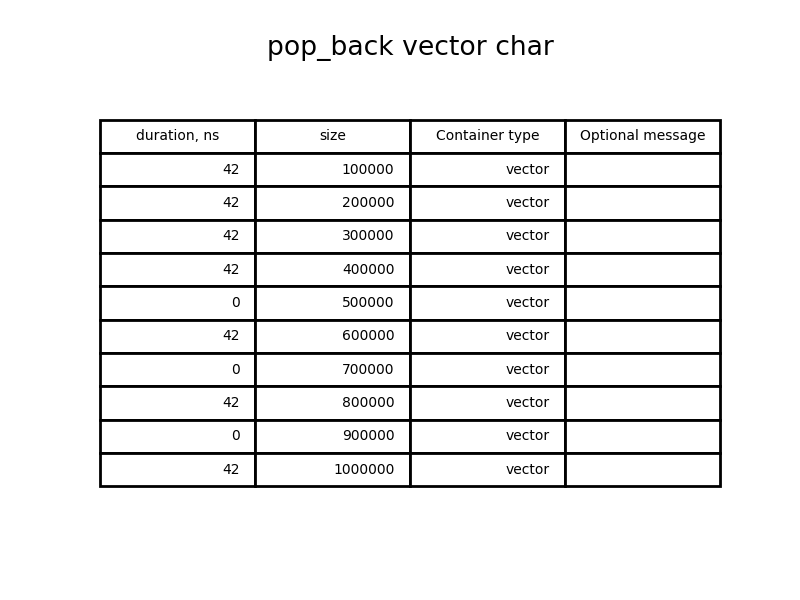 pop_back vector char
duration, ns size Container type Optional message
42 100000 vector
42 200000 vector
42 300000 vector
42 400000 vector
0 500000 vector
42 600000 vector
0 700000 vector
42 800000 vector
0 900000 vector
42 1000000 vector